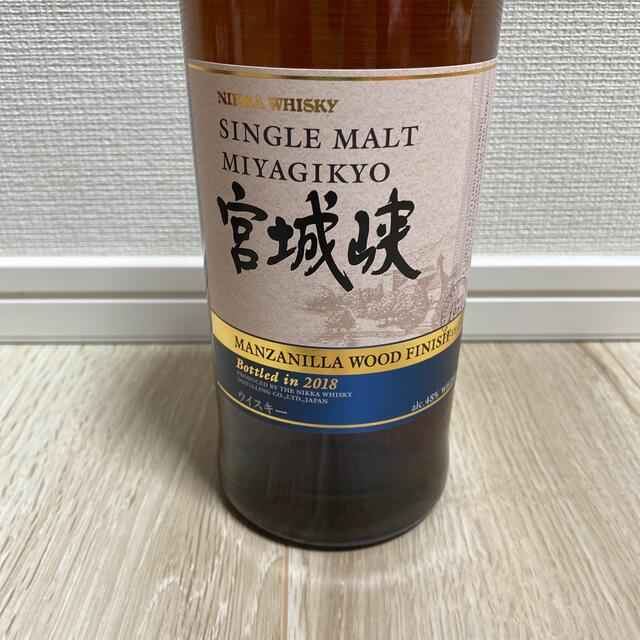 NIKKA WHISKY
SINGLE MALT
MIYAGIKYO
宮城峡
MANZANILLA WOOD FINISH
Bottled in 2018
PRODUCED BY THE NIKKA WHISKY
DISTILLING CO.,LTD., JAPAN
ウイスキー
alc. 48%